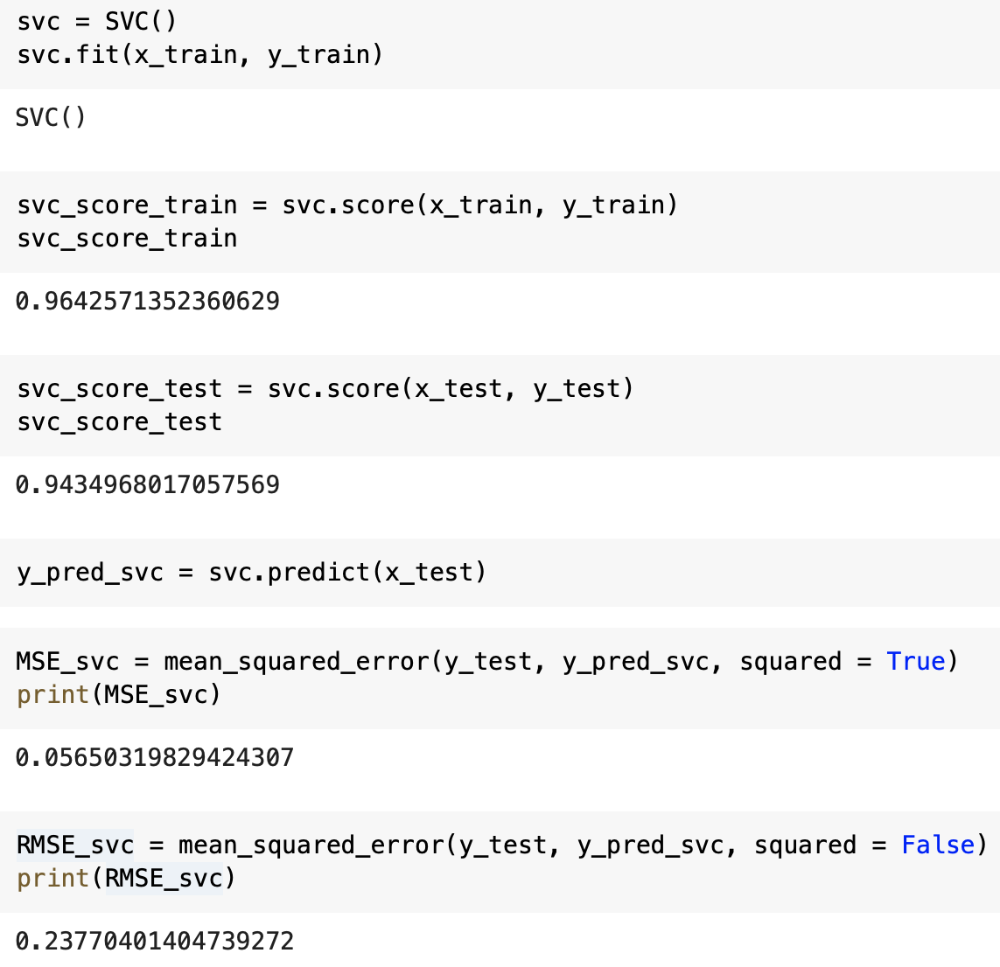 svc = SVC()
svc.fit(x_train, y_train)
SVC()
svc_score_train = svc.score(x_train, y_train)
svc_score_train
0.9642571352360629
svc_score_test = svc.score(x_test, y_test)
svc_score_test
0.9434968017057569
y_pred_svc = svc.predict(x_test)
MSE_svc = mean_squared_error(y_test, y_pred_svc, squared = True)
print(MSE_svc)
0.05650319829424307
RMSE_svc = mean_squared_error(y_test, y_pred_svc, squared = False)
print(RMSE_svc)
0.23770401404739272